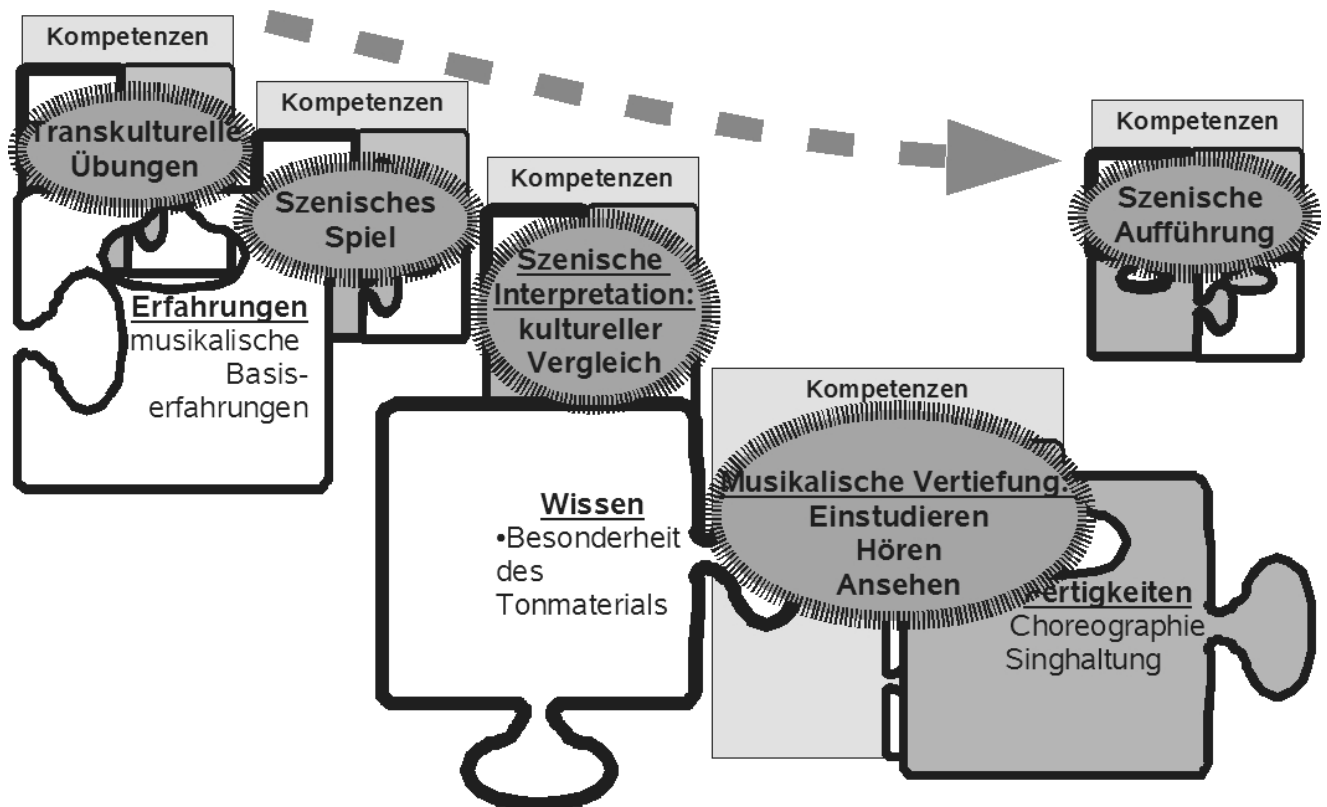 Kompetenzen
Transkulturelle
Übungen
Erfahrungen
musikalische
Basis-
erfahrungen
Kompetenzen
Szenisches
Spiel
Kompetenzen
Szenische
Interpretation:
kultureller
Vergleich
Wissen
•Besonderheit
des
Tonmaterials
Kompetenzen
Musikalische Vertiefung:
Einstudieren
Hören
Ansehen
Fertigkeiten
Choreographie
Singhaltung
Kompetenzen
Szenische
Aufführung